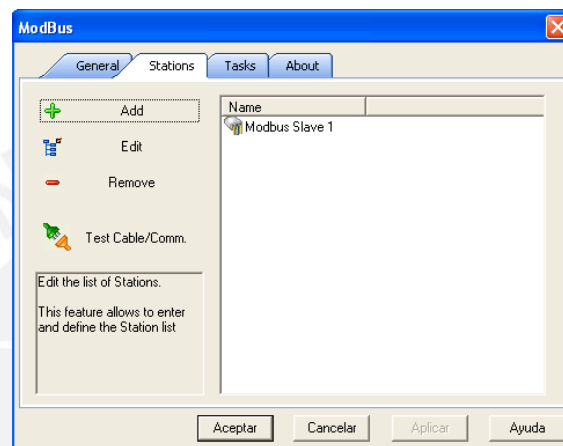 ModBus
General Stations Tasks About
Add
Edit
Remove
Test Cable/Comm.
Edit the list of Stations.
This feature allows to enter
and define the Station list
Name
Modbus Slave 1
Aceptar Cancelar Aplicar Ayuda